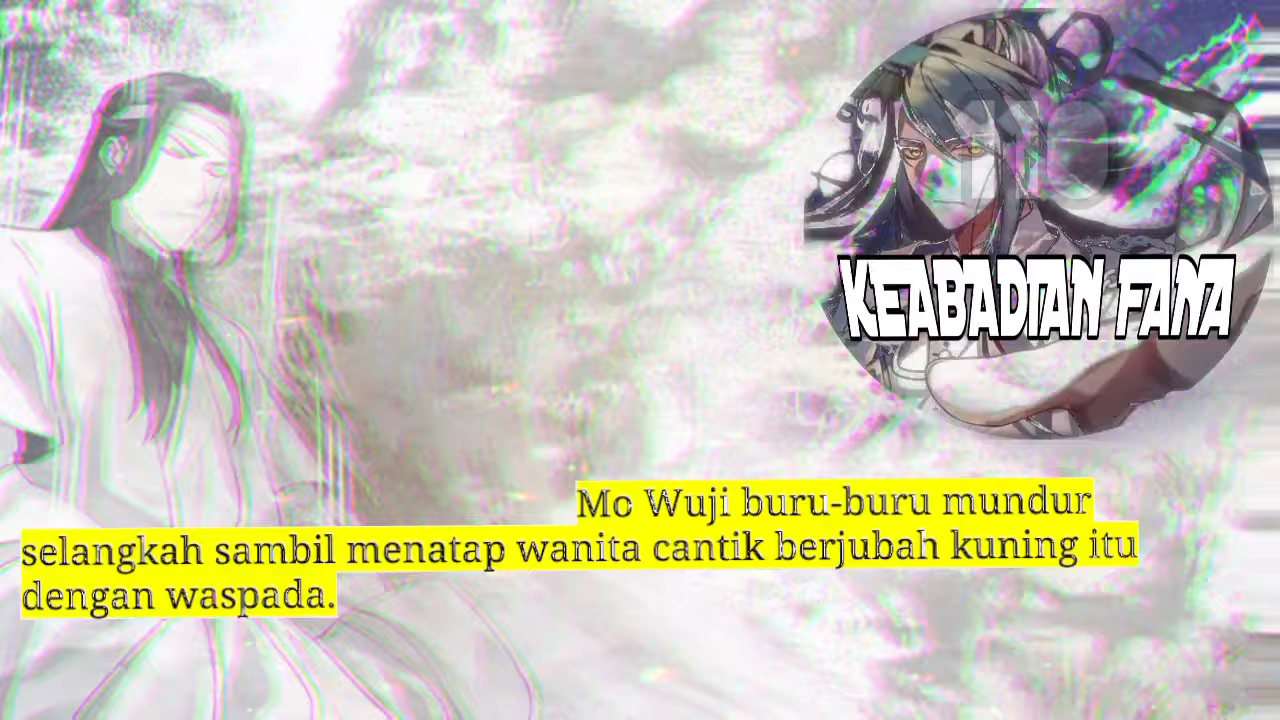 KEABADIAN FANA
Mo Wuji buru-buru mundur
selangkah sambil menatap wanita cantik berjubah kuning itu
dengan waspada.